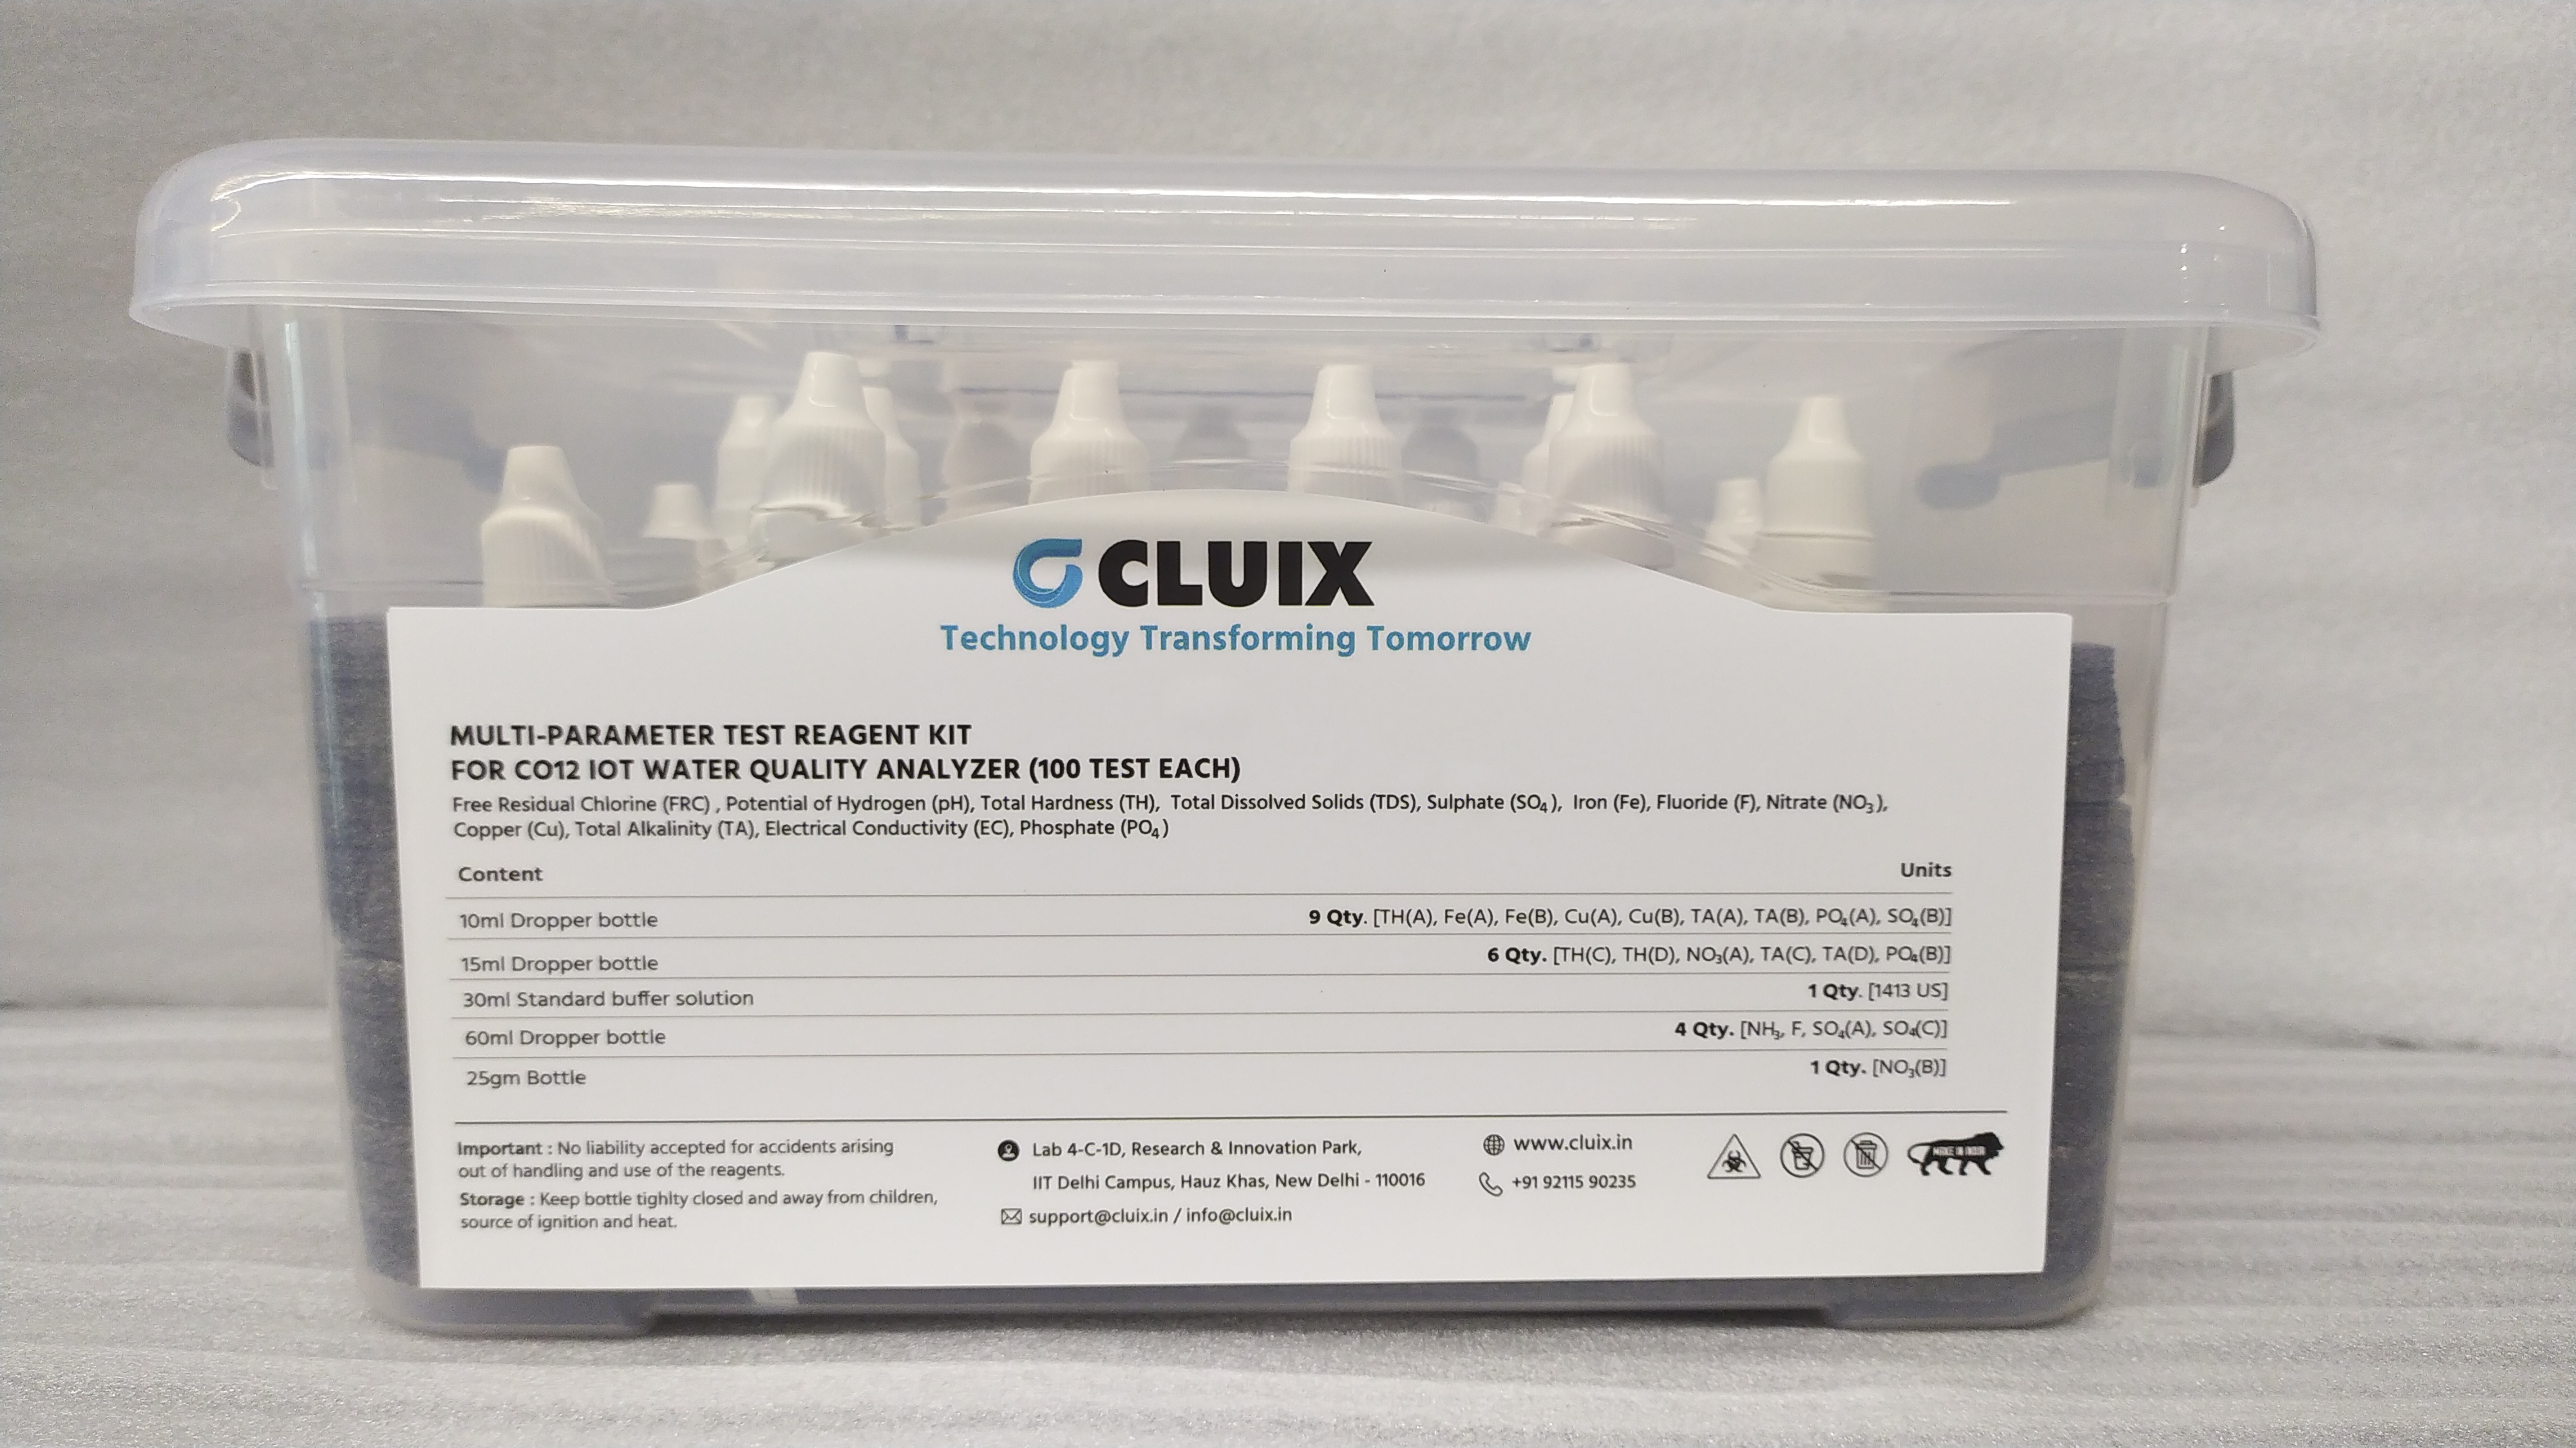 CLUIX
Technology Transforming Tomorrow
MULTI-PARAMETER TEST REAGENT KIT
FOR CO12 IOT WATER QUALITY ANALYZER (100 TEST EACH)
Free Residual Chlorine (FRC) , Potential of Hydrogen (pH), Total Hardness (TH), Total Dissolved Solids (TDS), Sulphate (SO₄), Iron (Fe), Fluoride (F), Nitrate (NO₃),
Copper (Cu), Total Alkalinity (TA), Electrical Conductivity (EC), Phosphate (PO₄)
Content Units
10ml Dropper bottle 9 Qty. [TH(A), Fe(A), Fe(B), Cu(A), Cu(B), TA(A), TA(B), PO₄(A), SO₄(B)]
15ml Dropper bottle 6 Qty. [TH(C), TH(D), NO₃(A), TA(C), TA(D), PO₄(B)]
30ml Standard buffer solution 1 Qty. [1413 US]
60ml Dropper bottle 4 Qty. [NH₃, F, SO₄(A), SO₄(C)]
25gm Bottle 1 Qty. [NO₃(B)]
Important : No liability accepted for accidents arising
out of handling and use of the reagents.
Storage : Keep bottle tighlty closed and away from children,
source of ignition and heat.
Lab 4-C-1D, Research & Innovation Park,
IIT Delhi Campus, Hauz Khas, New Delhi - 110016
support@cluix.in / info@cluix.in
www.cluix.in
+91 92115 90235
MAKE IN INDIA